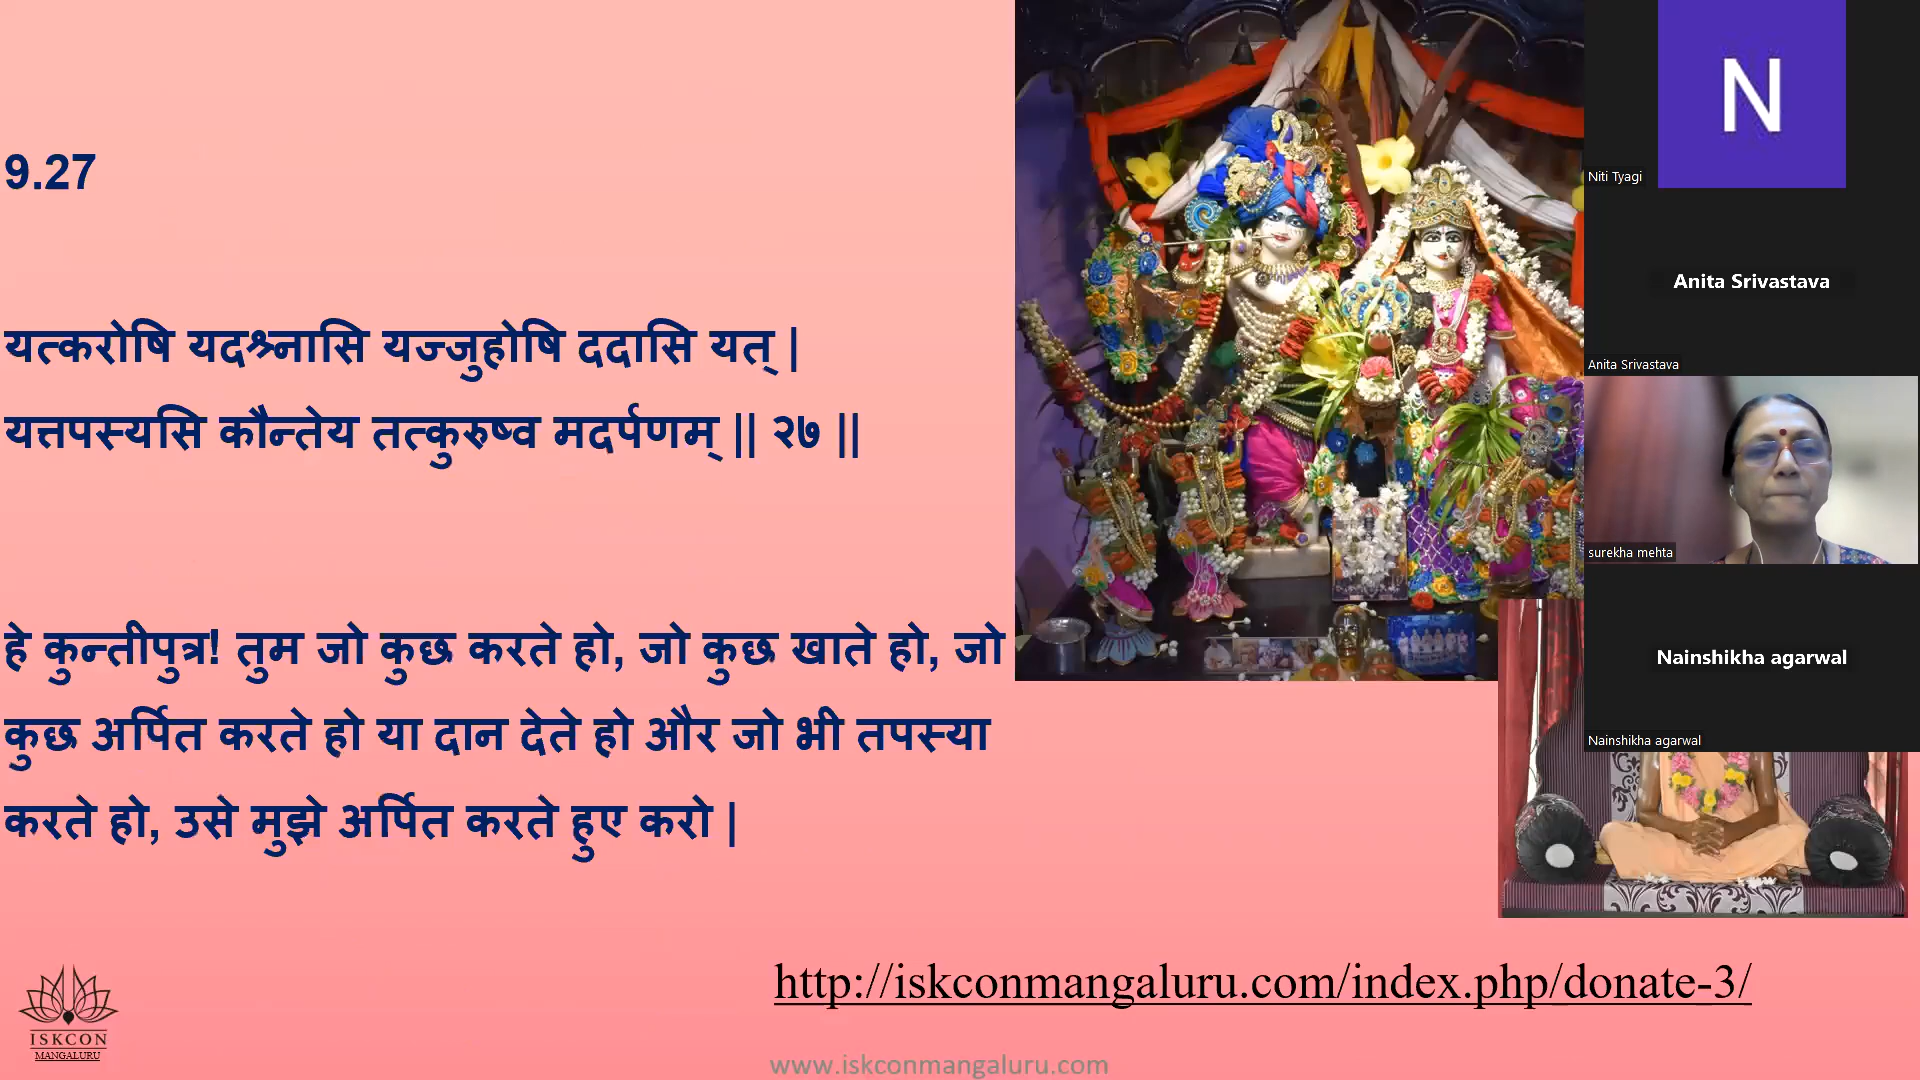 9.27
यत्करोषि यदश्नासि यज्जुहोषि ददासि यत् |
यत्तपस्यसि कौन्तेय तत्कुरुष्व मदर्पणम् || २७ ||
हे कुन्तीपुत्र! तुम जो कुछ करते हो, जो कुछ खाते हो, जो
कुछ अर्पित करते हो या दान देते हो और जो भी तपस्या
करते हो, उसे मुझे अर्पित करते हुए करो |
http://iskconmangaluru.com/index.php/donate-3/
ISKCON
MANGALURU
www.iskconmangaluru.com
N
Niti Tyagi
Anita Srivastava
Anita Srivastava
surekha mehta
Nainshikha agarwal
Nainshikha agarwal